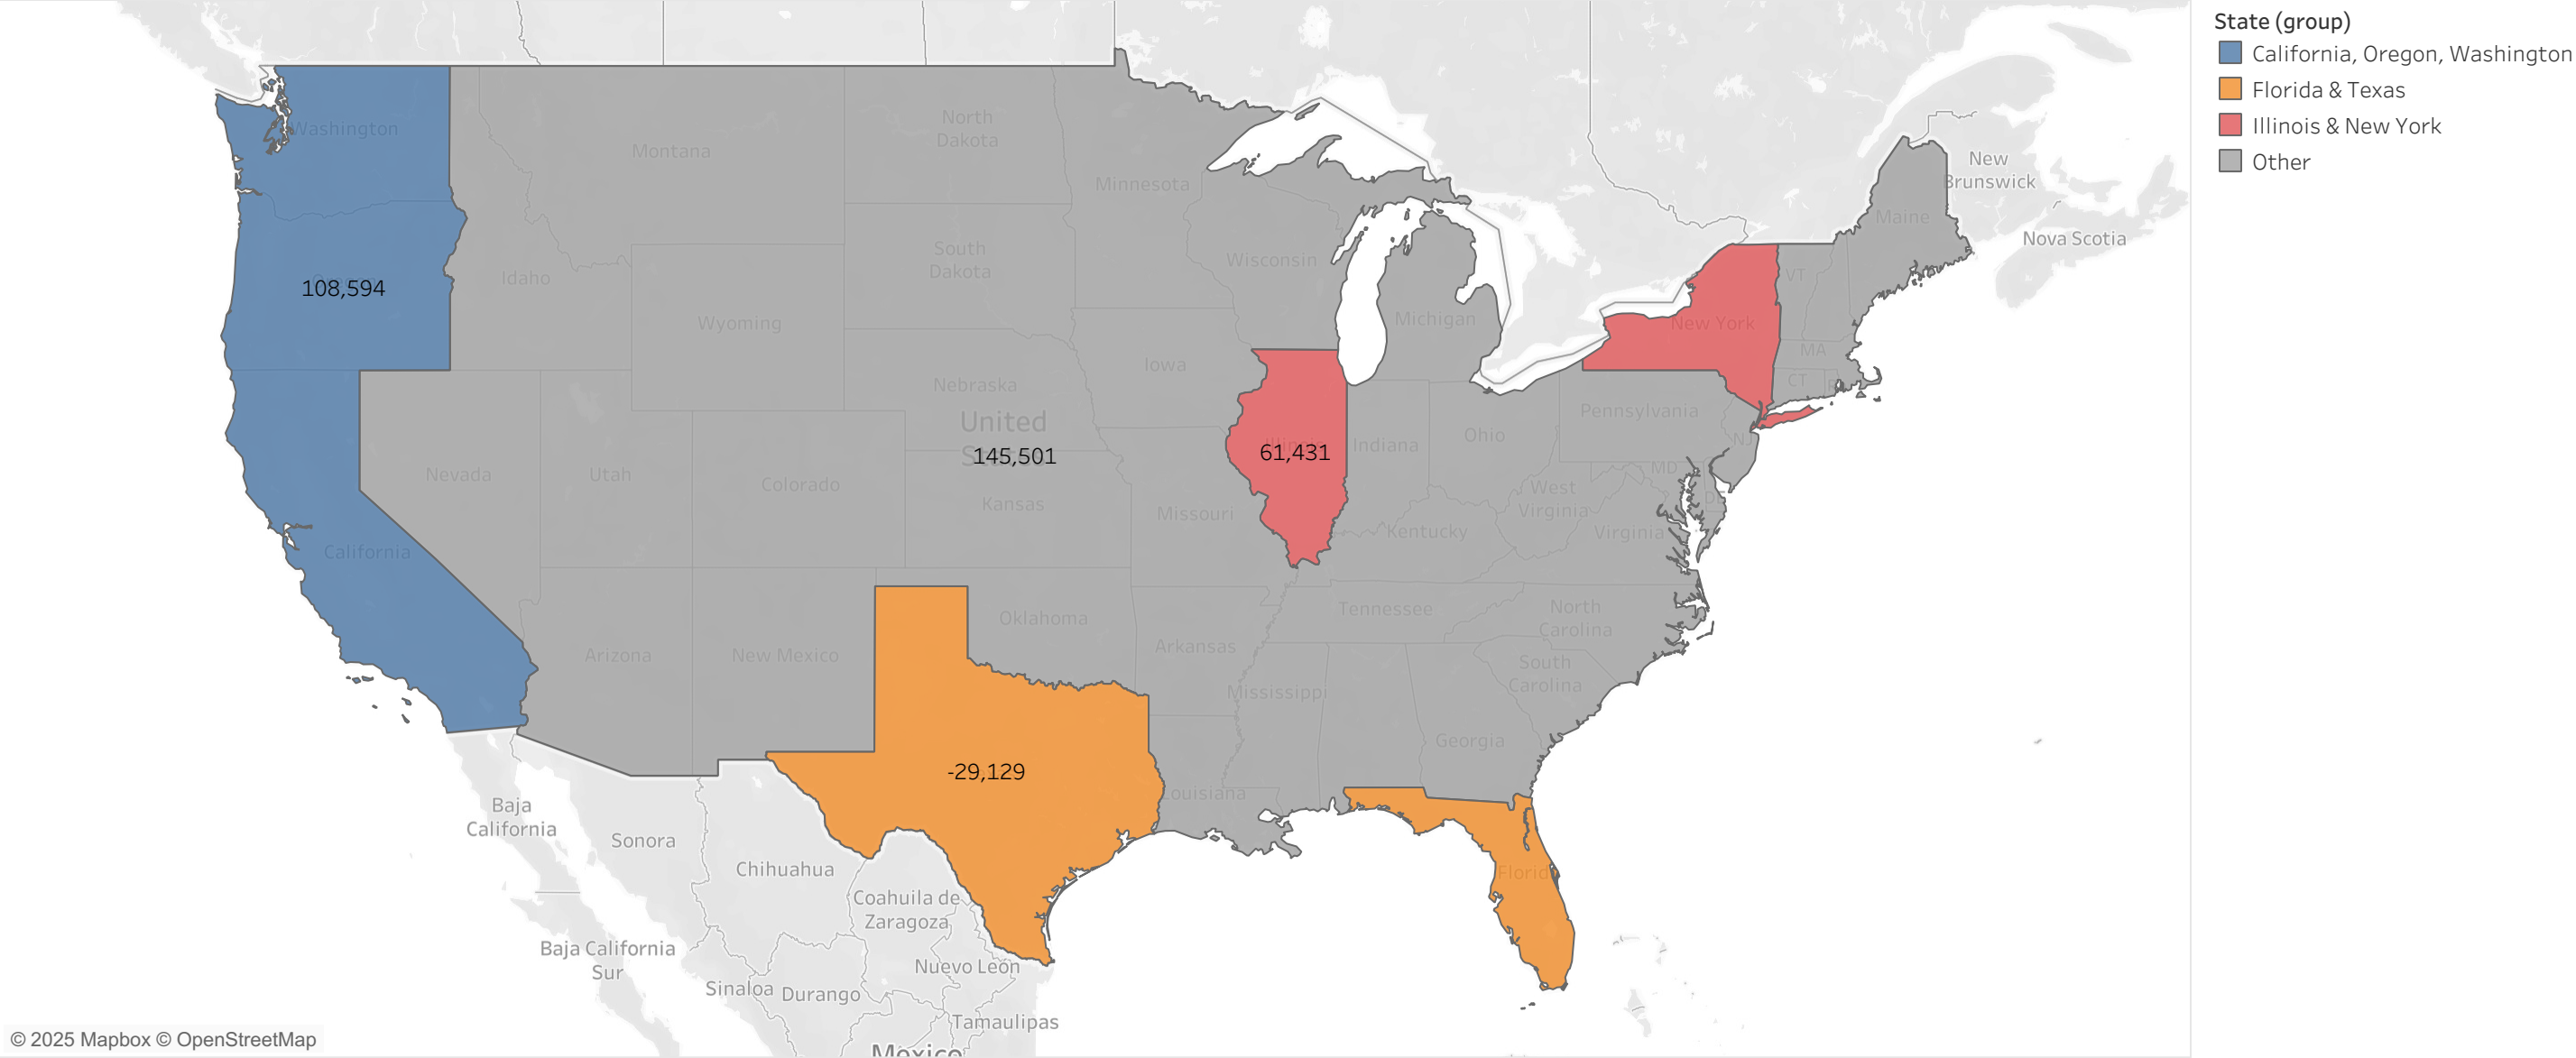 State (group)
California, Oregon, Washington
Florida & Texas
Illinois & New York
Other
Washington
Montana
North
Dakota
Minnesota
New
Brunswick
Maine
Nova Scotia
South
Dakota
Wisconsin
Idaho
VT
108,594
Wyoming
Michigan
New York
MA
Iowa
Nebraska
CT
Pennsylvania
United
145,501
61,431
Indiana
Ohio
NJ
Nevada
Utah
Colorado
Kansas
MD
West
Virginia
Missouri
Kentucky
Virginia
California
Oklahoma
Tennessee
North
Carolina
Arkansas
Arizona
New Mexico
South
Carolina
Mississippi
Georgia
-29,129
Louisiana
Baja
California
Sonora
Chihuahua
Florid
Coahuila de
Zaragoza
Baja California
Sur
Nuevo León
Sinaloa
Durango
Tamaulipas
Mexico
© 2025 Mapbox © OpenStreetMap